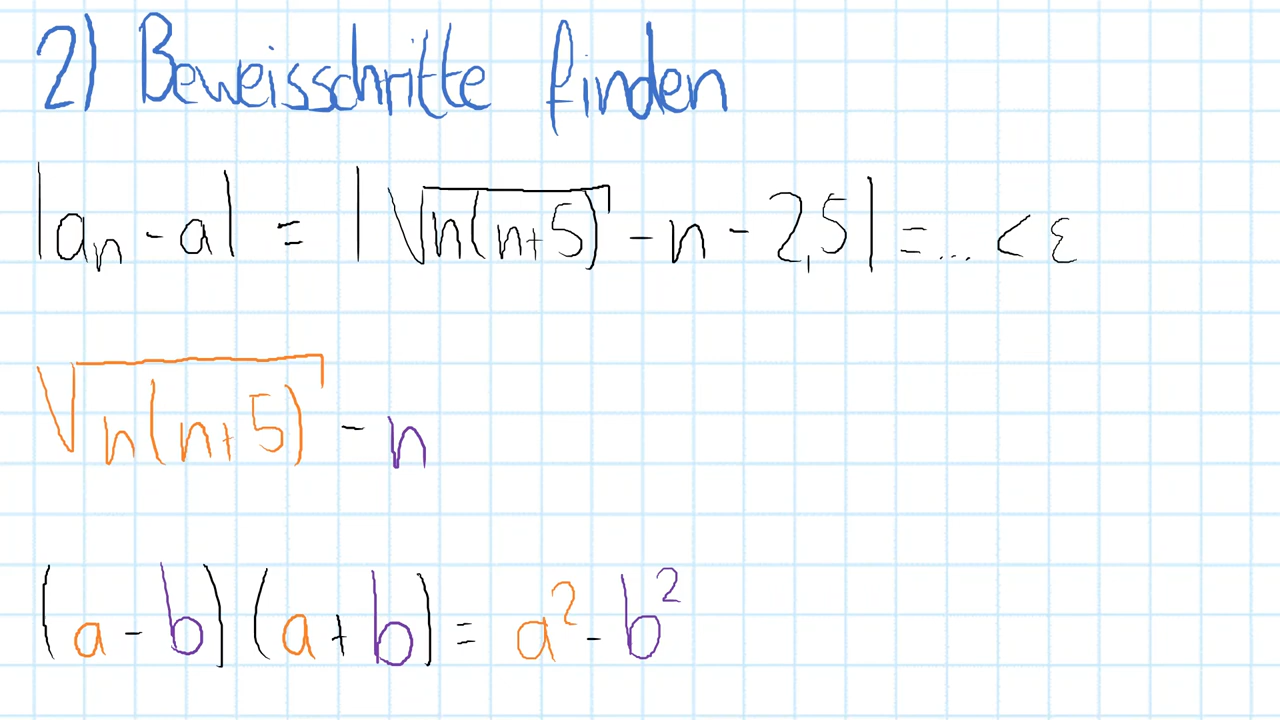 2) Beweisschritte finden
|aₙ - a| = |√n(n+5) - n - 2,5| = ... < ε
√n(n+5) - n
(a - b)(a + b) = a² - b²